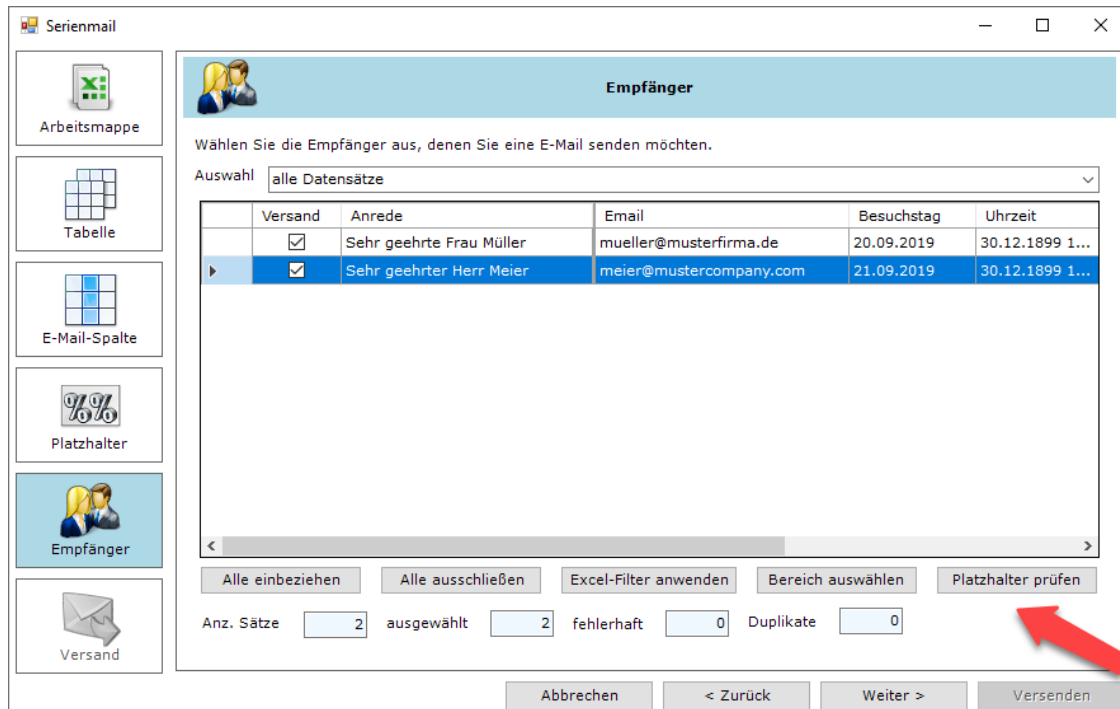 Serienmail
Arbeitsmappe
Tabelle
E-Mail-Spalte
%%
Platzhalter
Empfänger
Versand
Empfänger
Wählen Sie die Empfänger aus, denen Sie eine E-Mail senden möchten.
Auswahl alle Datensätze
Versand Anrede Email Besuchstag Uhrzeit
Sehr geehrte Frau Müller mueller@musterfirma.de 20.09.2019 30.12.1899 1...
Sehr geehrter Herr Meier meier@mustercompany.com 21.09.2019 30.12.1899 1...
Alle einbeziehen Alle ausschließen Excel-Filter anwenden Bereich auswählen Platzhalter prüfen
Anz. Sätze 2 ausgewählt 2 fehlerhaft 0 Duplikate 0
Abbrechen < Zurück Weiter > Versenden